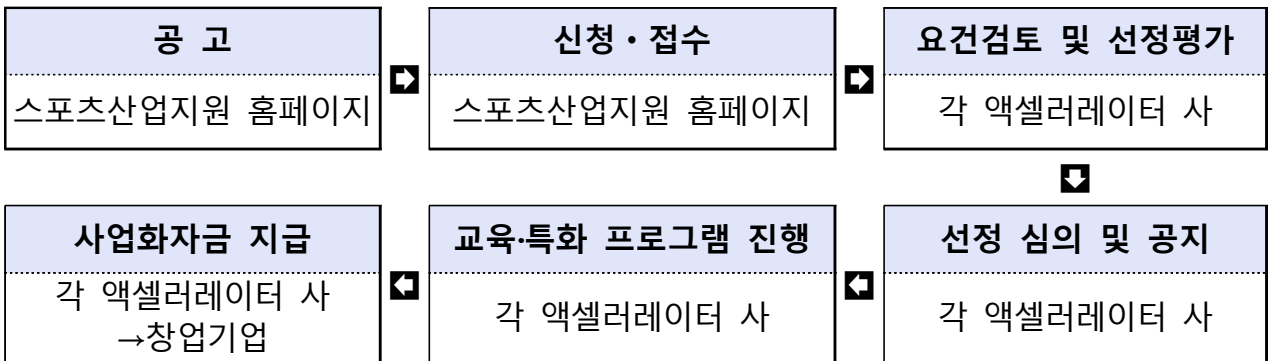 공 고
스포츠산업지원 홈페이지
신청·접수
스포츠산업지원 홈페이지
요건검토 및 선정평가
각 액셀러레이터 사
선정 심의 및 공지
각 액셀러레이터 사
교육·특화 프로그램 진행
각 액셀러레이터 사
사업화자금 지급
각 액셀러레이터 사
→창업기업